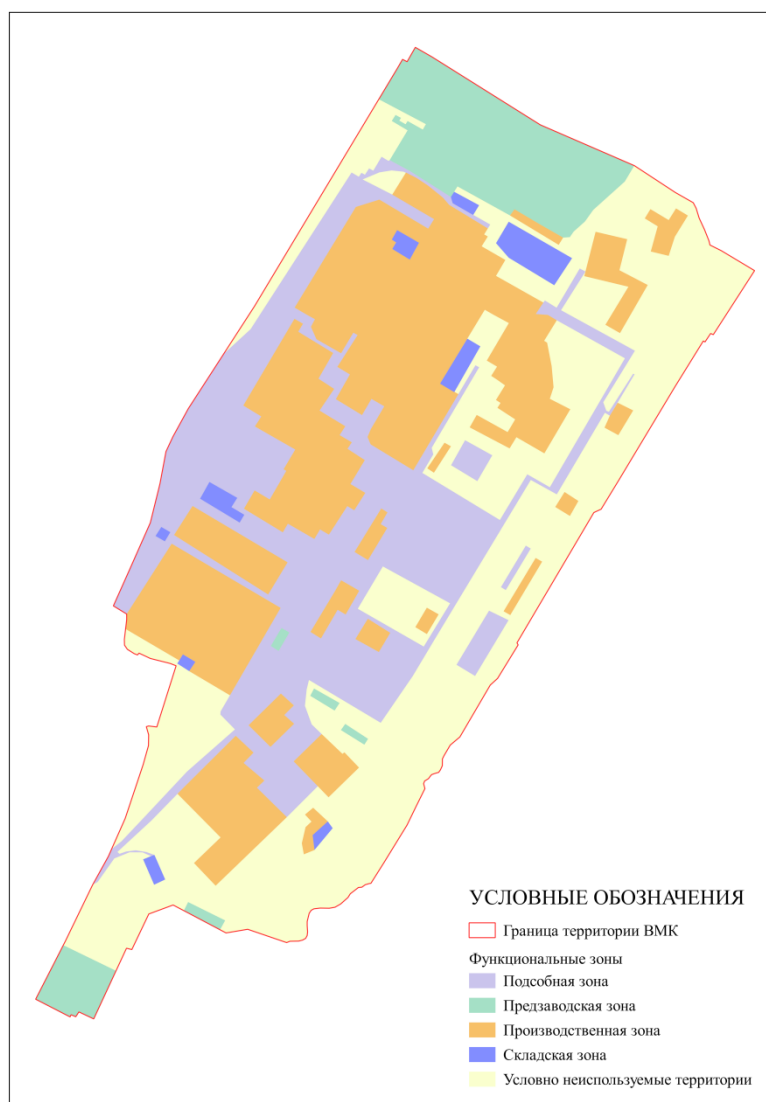 УСЛОВНЫЕ ОБОЗНАЧЕНИЯ
Граница территории ВМК
Функциональные зоны
Подсобная зона
Предзаводская зона
Производственная зона
Складская зона
Условно неиспользуемые территории